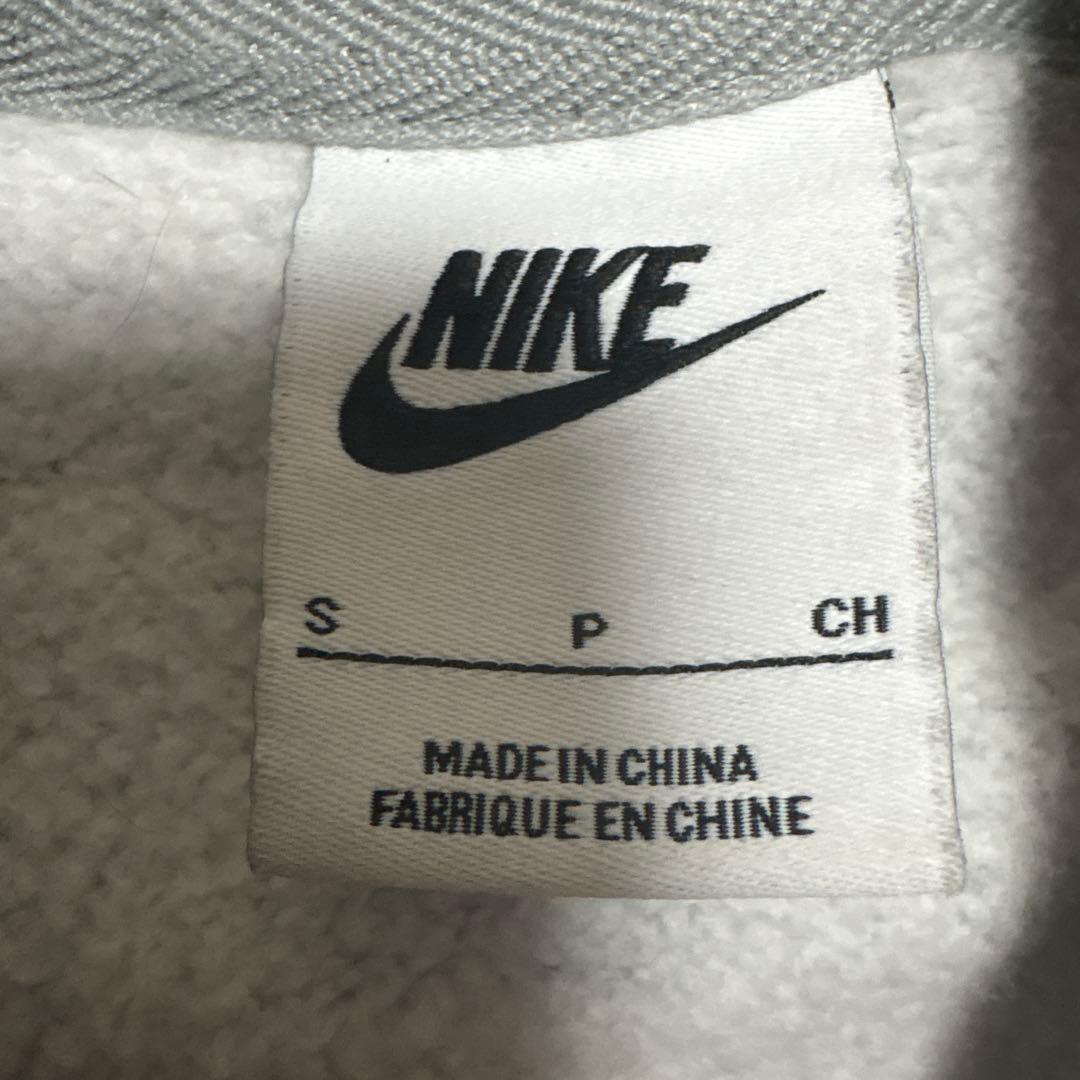 NIKE
S P CH
MADE IN CHINA
FABRIQUE EN CHINE